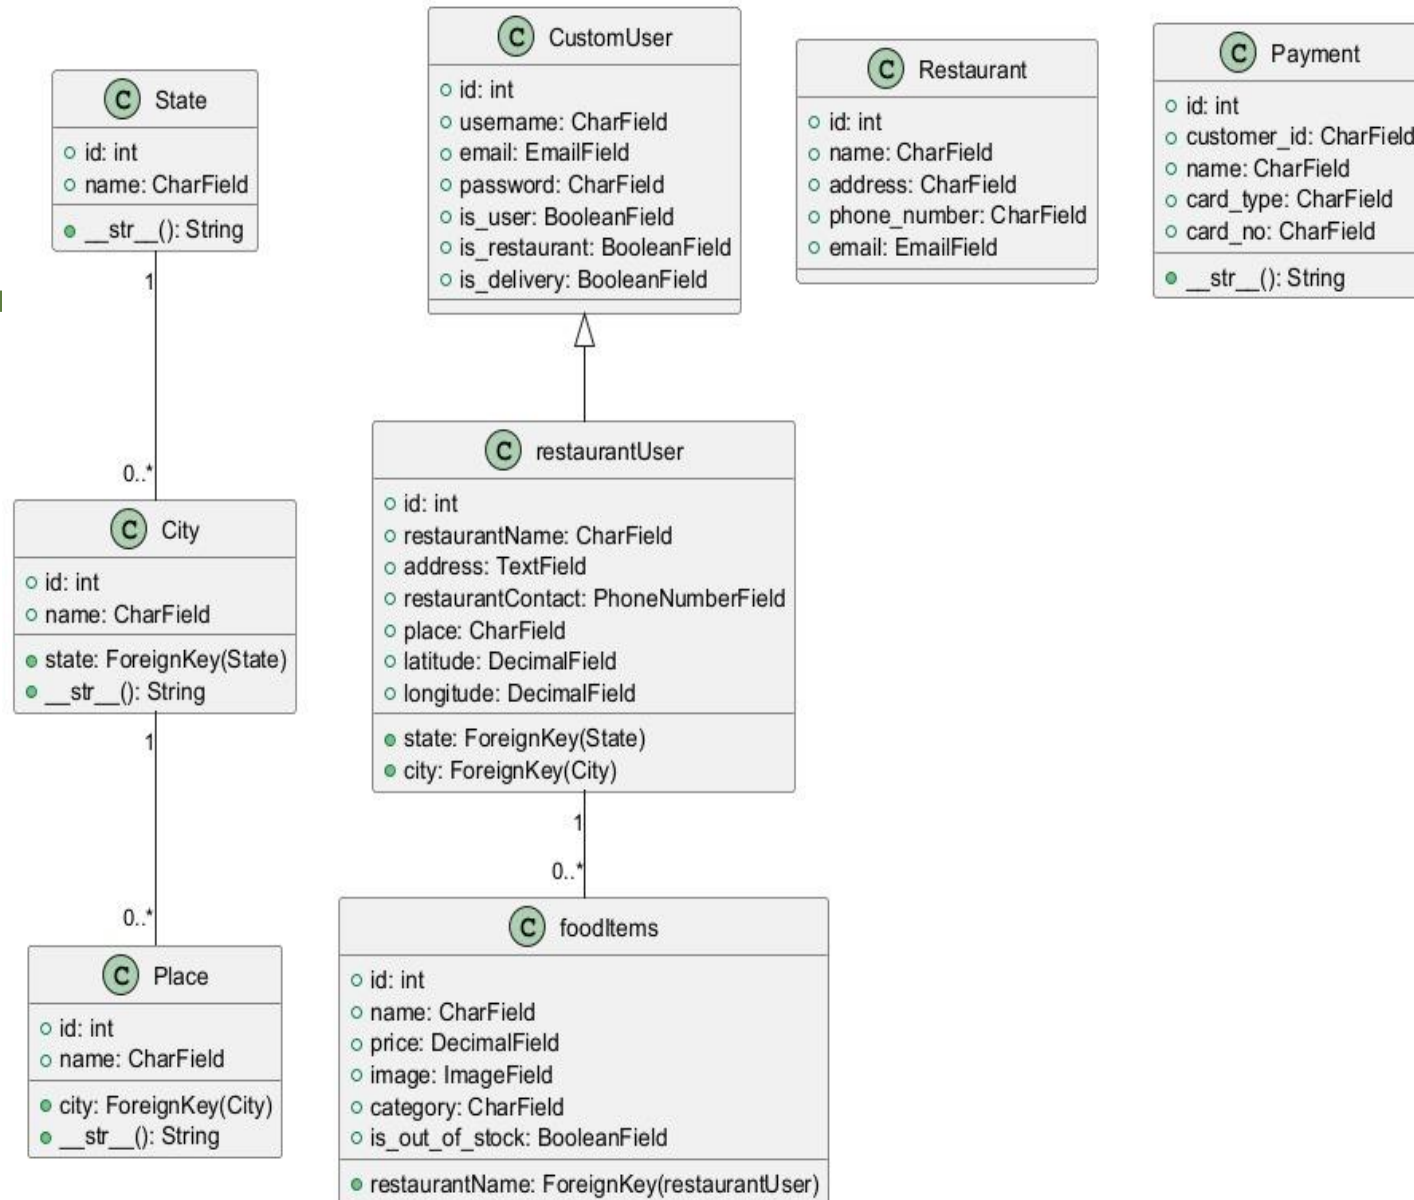 C State
id: int
name: CharField
__str__(): String
1
0..*
C City
id: int
name: CharField
state: ForeignKey(State)
__str__(): String
1
0..*
C Place
id: int
name: CharField
city: ForeignKey(City)
__str__(): String
C CustomUser
id: int
username: CharField
email: EmailField
password: CharField
is_user: BooleanField
is_restaurant: BooleanField
is_delivery: BooleanField
C restaurantUser
id: int
restaurantName: CharField
address: TextField
restaurantContact: PhoneNumberField
place: CharField
latitude: DecimalField
longitude: DecimalField
state: ForeignKey(State)
city: ForeignKey(City)
1
0..*
C foodItems
id: int
name: CharField
price: DecimalField
image: ImageField
category: CharField
is_out_of_stock: BooleanField
restaurantName: ForeignKey(restaurantUser)
C Restaurant
id: int
name: CharField
address: CharField
phone_number: CharField
email: EmailField
C Payment
id: int
customer_id: CharField
name: CharField
card_type: CharField
card_no: CharField
__str__(): String